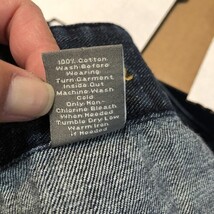 100% Cotton
Wash Before
Wearing
Turn Garment
Inside Out
Machine Wash
Cold
Only Non-
Chlorine Bleach
When Needed
Tumble Dry Low
Warm Iron
if Needed